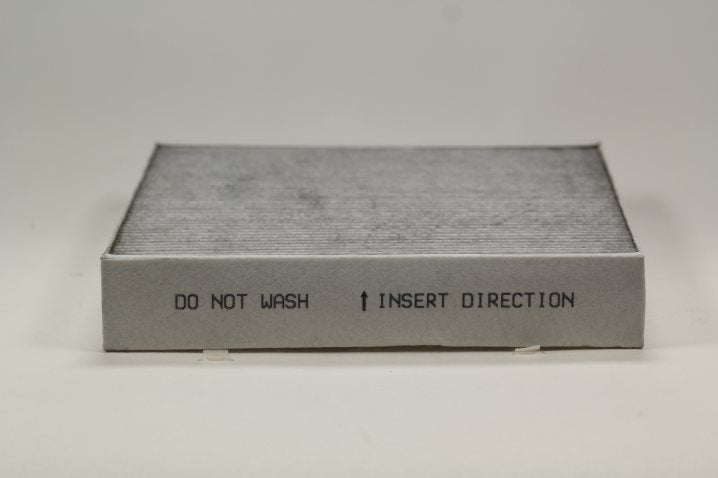 DO NOT WASH ↑ INSERT DIRECTION